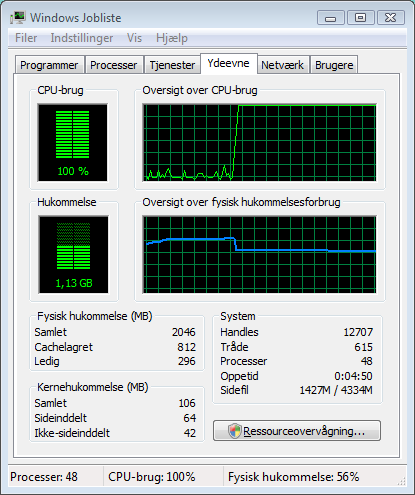 Windows Jobliste
Filer Indstillinger Vis Hjælp
Programmer Processer Tjenester Ydeevne Netværk Brugere
CPU-brug
100 %
Oversigt over CPU-brug
Hukommelse
1,13 GB
Oversigt over fysisk hukommelsesforbrug
Fysisk hukommelse (MB)
Samlet 2046
Cachelagret 812
Ledig 296
Kernehukommelse (MB)
Samlet 106
Sideinddelt 64
Ikke-sideinddelt 42
System
Handles 12707
Tråde 615
Processer 48
Oppetid 0:04:50
Sidefil 1427M / 4334M
Ressourceovervågning...
Processer: 48 CPU-brug: 100% Fysisk hukommelse: 56%